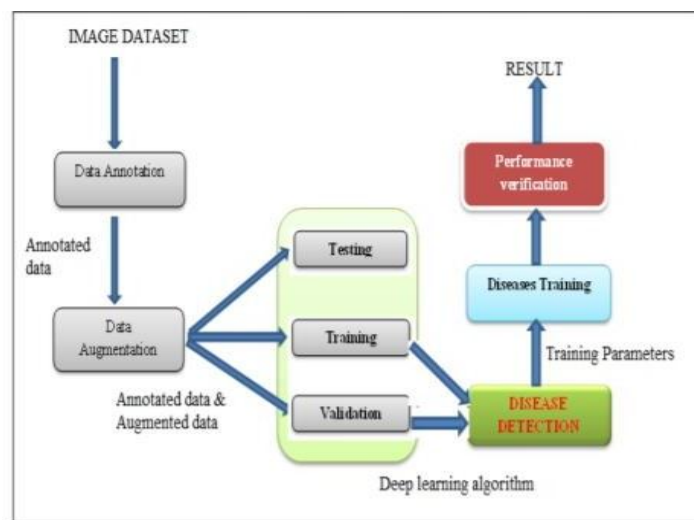 IMAGE DATASET
RESULT
Data Annotation
Performance
verification
Annotated
data
Testing
Diseases Training
Data
Augmentation
Training
Training Parameters
Annotated data &
Augmented data
Validation
DISEASE
DETECTION
Deep learning algorithm